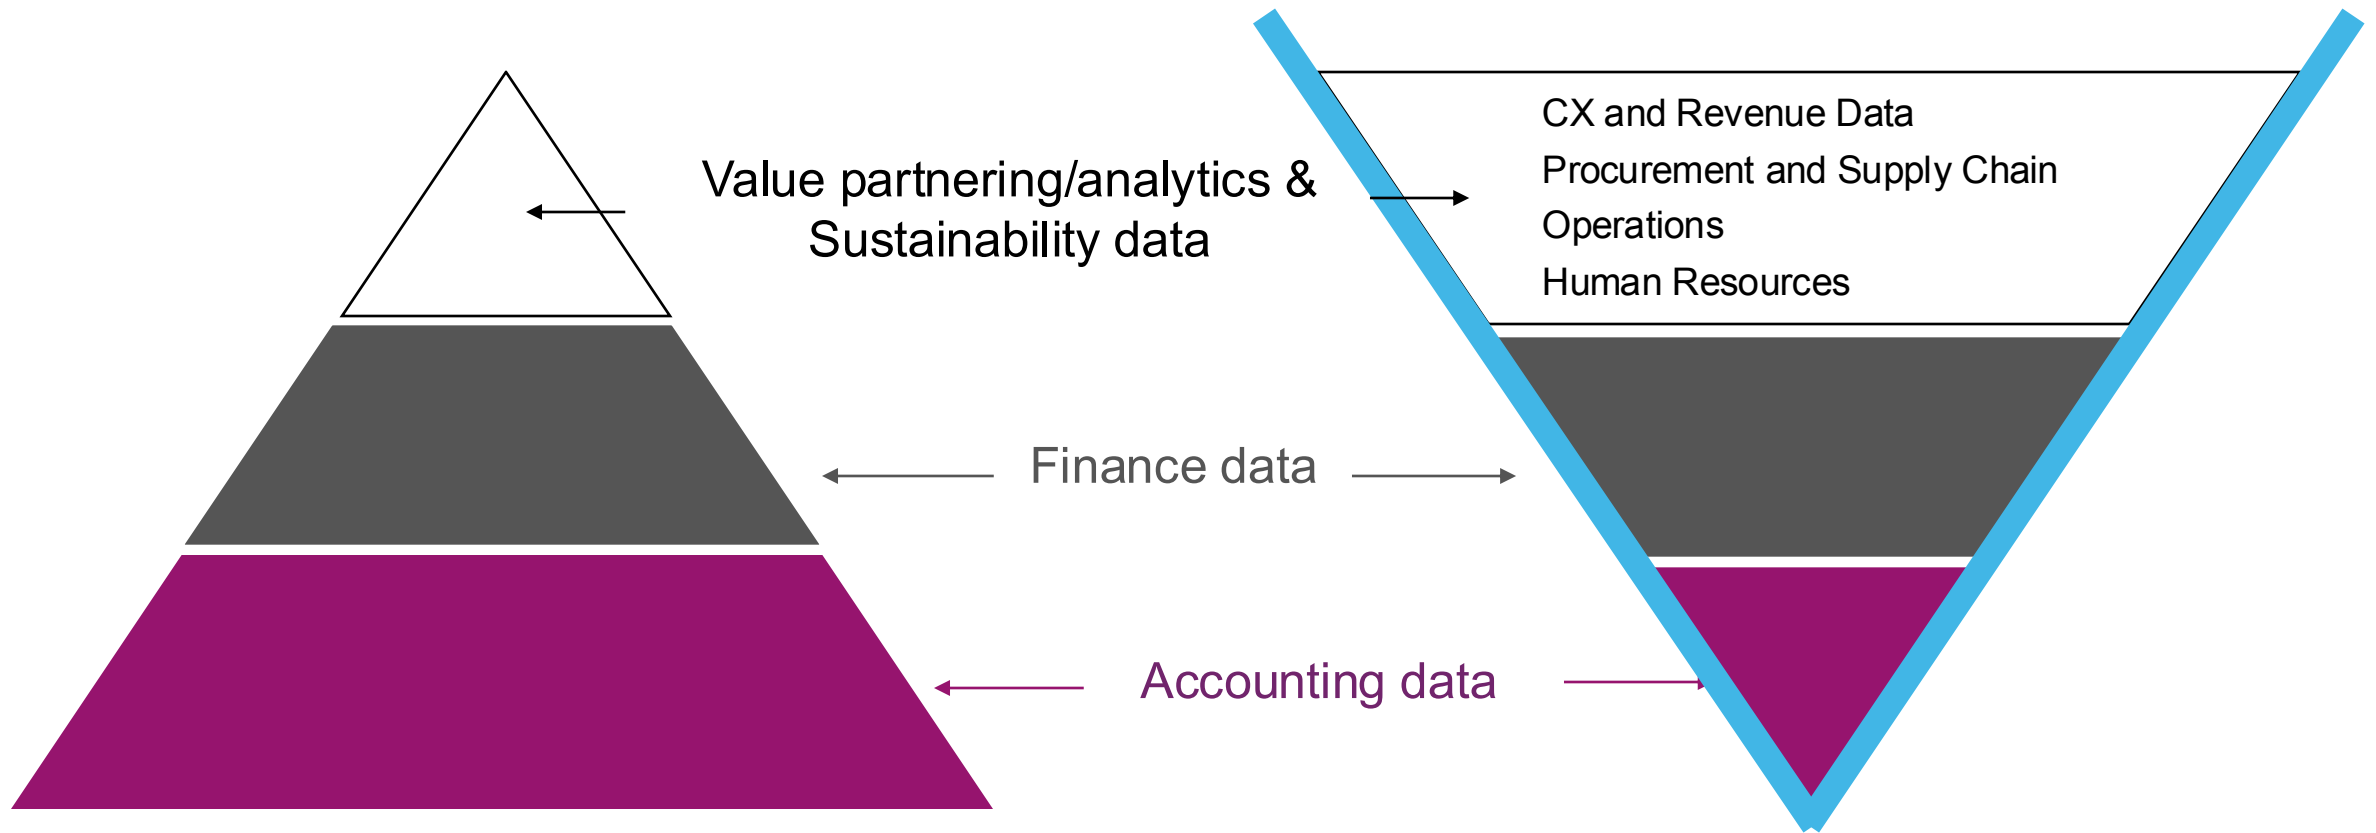 Value partnering/analytics &
Sustainability data
CX and Revenue Data
Procurement and Supply Chain
Operations
Human Resources
Finance data
Accounting data